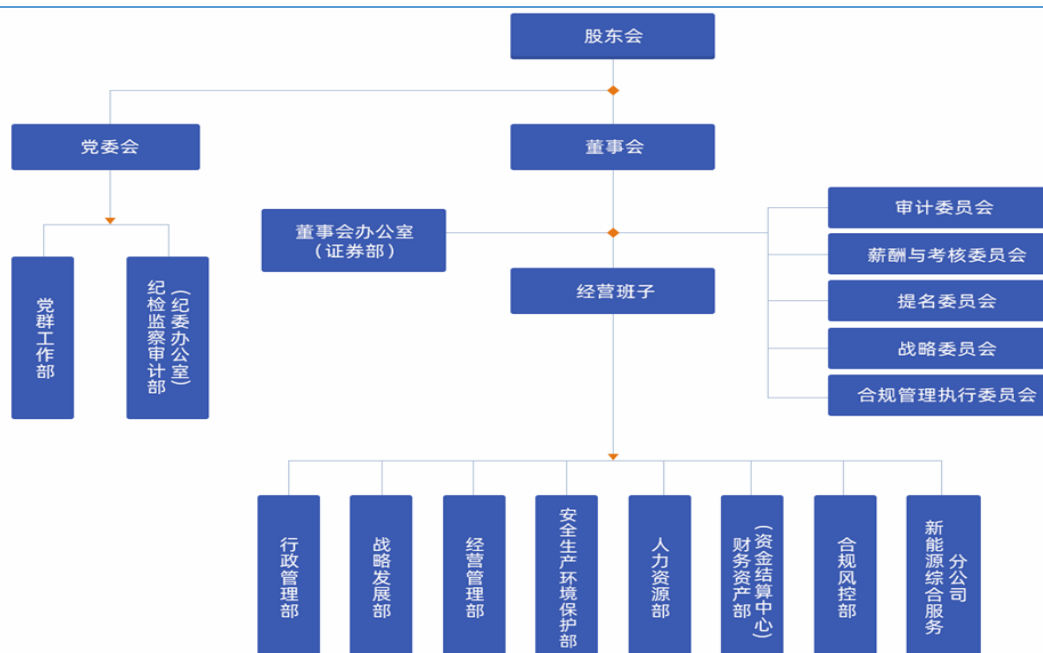 股东会
党委会
董事会
董事会办公室
（证券部）
经营班子
审计委员会
薪酬与考核委员会
提名委员会
战略委员会
合规管理执行委员会
党群工作部
纪检监察审计部
（纪委办公室）
行政管理部
战略发展部
经营管理部
安全生产环境保护部
人力资源部
财务资产部
（资金结算中心）
合规风控部
新能源综合服务
分公司